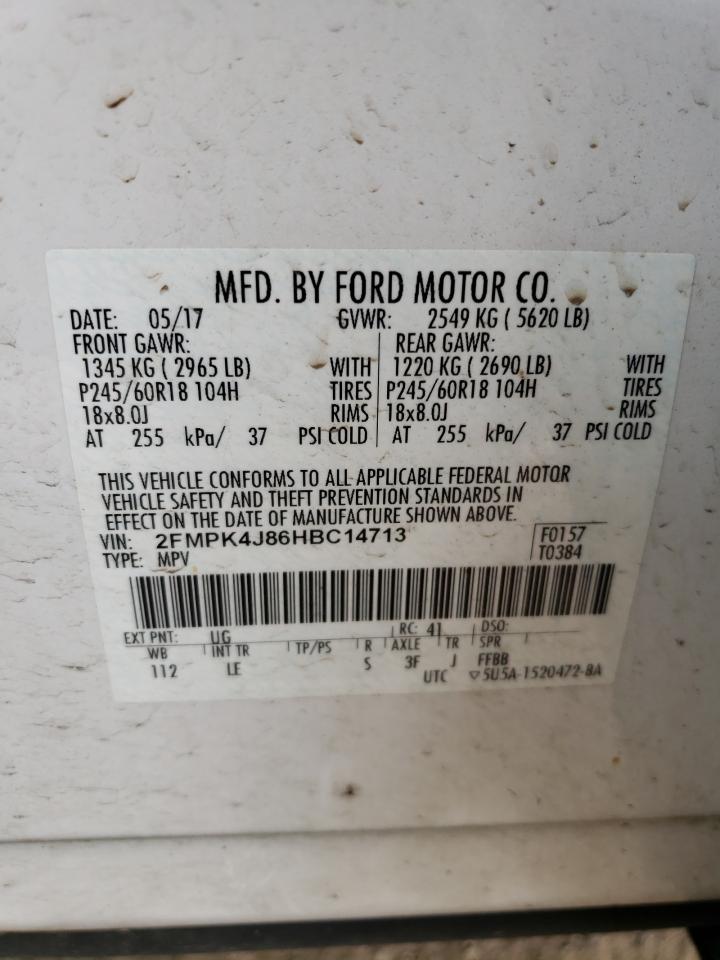 MFD. BY FORD MOTOR CO.
DATE: 05/17 GVWR: 2549 KG ( 5620 LB)
FRONT GAWR: REAR GAWR:
1345 KG ( 2965 LB) WITH 1220 KG ( 2690 LB) WITH
P245/60R18 104H TIRES P245/60R18 104H TIRES
18x8.0J RIMS 18x8.0J RIMS
AT 255 kPa/ 37 PSI COLD AT 255 kPa/ 37 PSI COLD
THIS VEHICLE CONFORMS TO ALL APPLICABLE FEDERAL MOTOR
VEHICLE SAFETY AND THEFT PREVENTION STANDARDS IN
EFFECT ON THE DATE OF MANUFACTURE SHOWN ABOVE.
VIN: 2FMPK4J86HBC14713 F0157
TYPE: MPV T0384
EXT PNT: UG RC: 41 DSO:
WB INT TR TP/PS R AXLE TR SPR
112 LE S 3F J FFBB
UTC ▽5U5A-1520472-BA